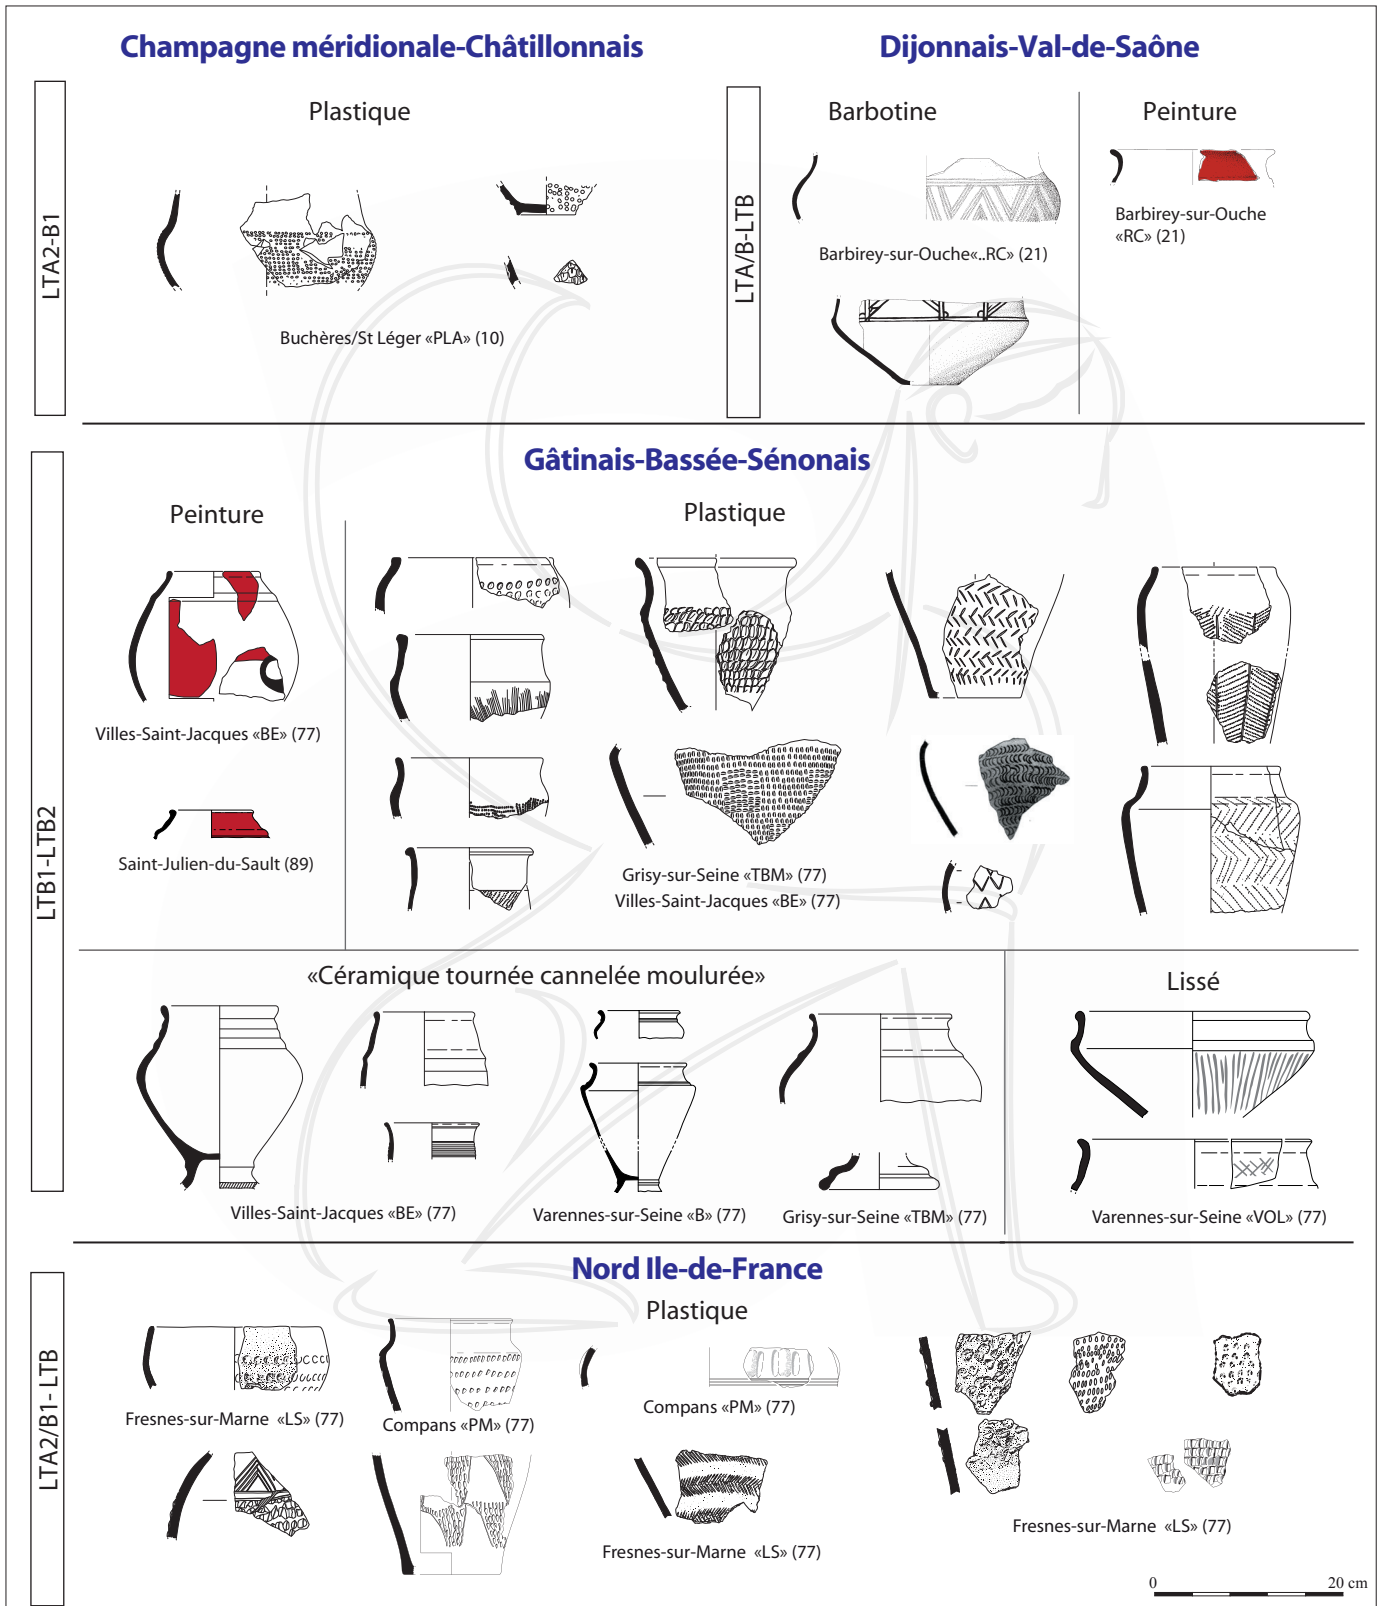 Champagne méridionale-Châtillonnais
Dijonnais-Val-de-Saône
LTA2-B1
Plastique
Buchères/St Léger «PLA» (10)
LTA/B-LTB
Barbotine
Barbirey-sur-Ouche«..RC» (21)
Peinture
Barbirey-sur-Ouche
«RC» (21)
LTB1-LTB2
Gâtinais-Bassée-Sénonais
Peinture
Villes-Saint-Jacques «BE» (77)
Saint-Julien-du-Sault (89)
Plastique
Grisy-sur-Seine «TBM» (77)
Villes-Saint-Jacques «BE» (77)
«Céramique tournée cannelée moulurée»
Villes-Saint-Jacques «BE» (77)
Varennes-sur-Seine «B» (77)
Grisy-sur-Seine «TBM» (77)
Lissé
Varennes-sur-Seine «VOL» (77)
LTA2/B1- LTB
Nord Ile-de-France
Plastique
Fresnes-sur-Marne «LS» (77)
Compans «PM» (77)
Compans «PM» (77)
Fresnes-sur-Marne «LS» (77)
Fresnes-sur-Marne «LS» (77)
0 20 cm